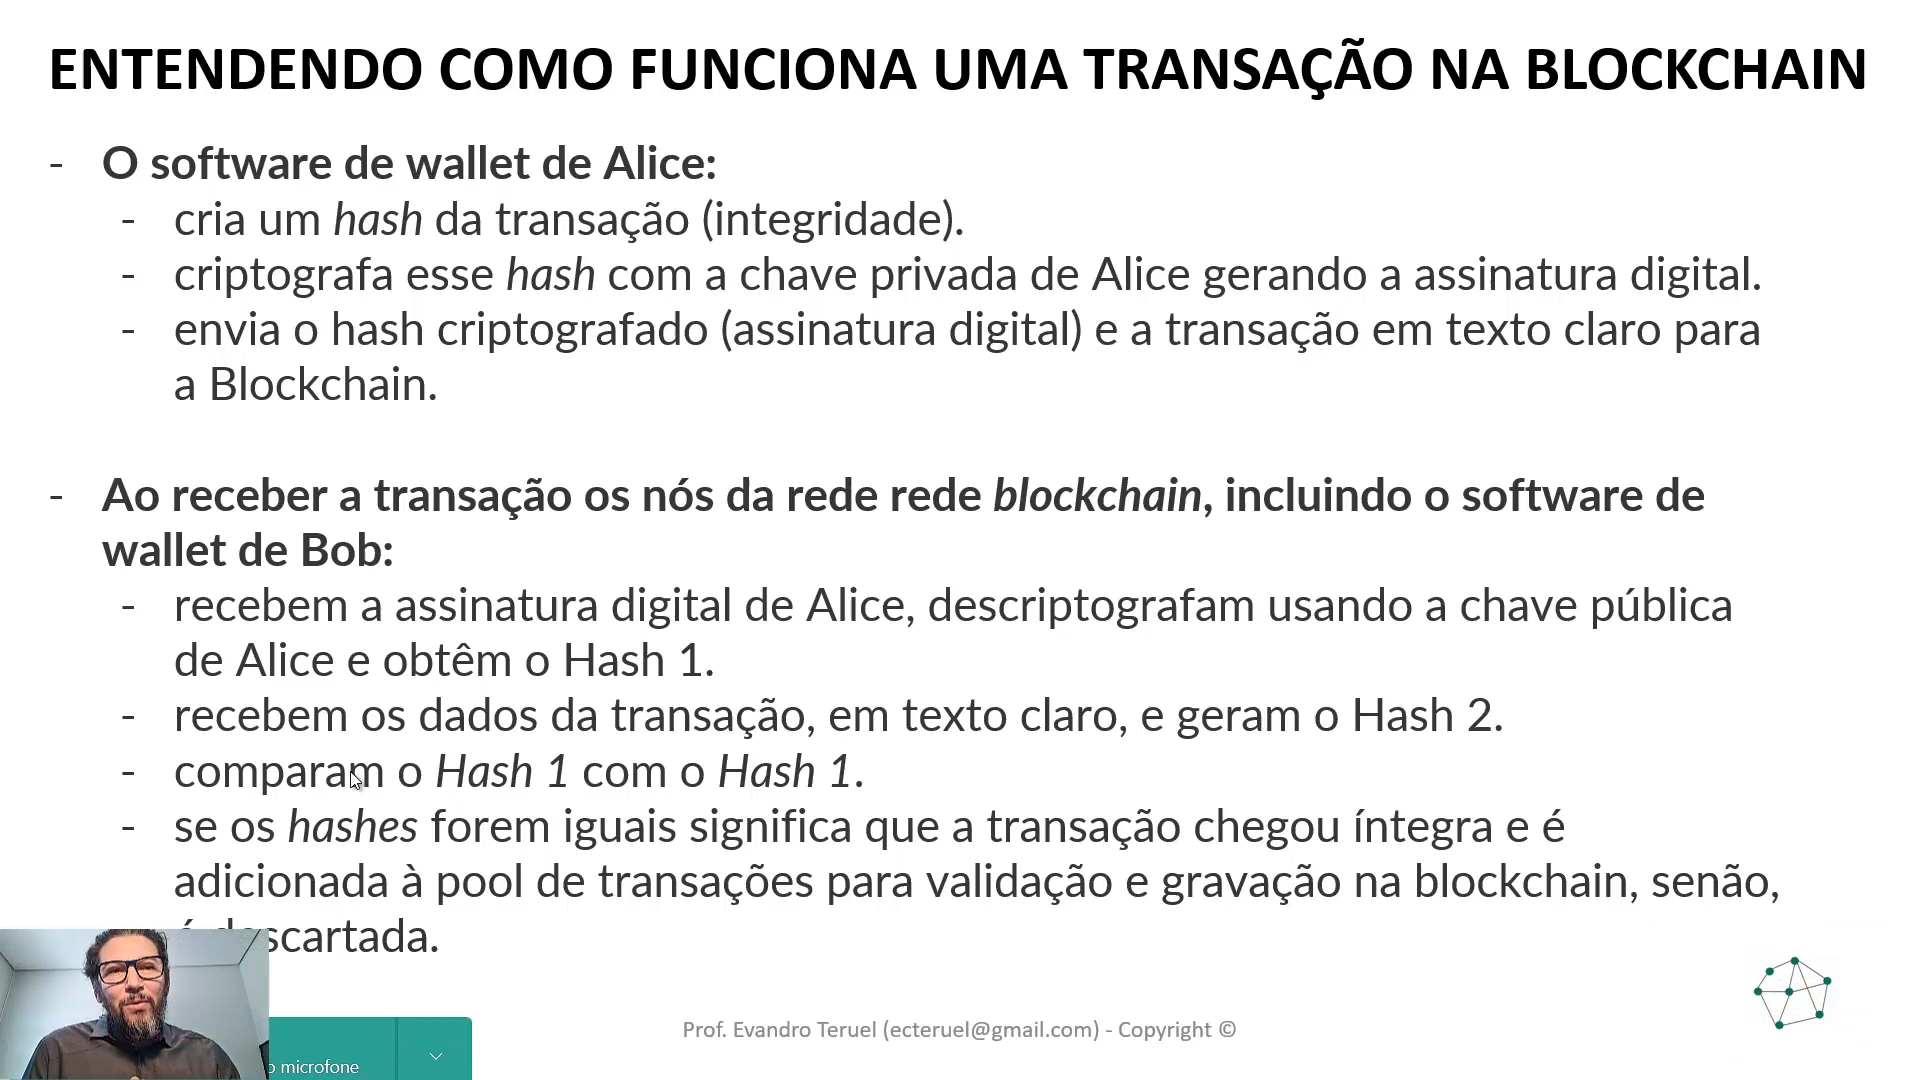 ENTENDENDO COMO FUNCIONA UMA TRANSAÇÃO NA BLOCKCHAIN
- O software de wallet de Alice:
- cria um hash da transação (integridade).
- criptografa esse hash com a chave privada de Alice gerando a assinatura digital.
- envia o hash criptografado (assinatura digital) e a transação em texto claro para
a Blockchain.
- Ao receber a transação os nós da rede rede blockchain, incluindo o software de
wallet de Bob:
- recebem a assinatura digital de Alice, descriptografam usando a chave pública
de Alice e obtêm o Hash 1.
- recebem os dados da transação, em texto claro, e geram o Hash 2.
- comparam o Hash 1 com o Hash 1.
- se os hashes forem iguais significa que a transação chegou íntegra e é
adicionada à pool de transações para validação e gravação na blockchain, senão,
é descartada.
Prof. Evandro Teruel (ecteruel@gmail.com) - Copyright ©
o microfone